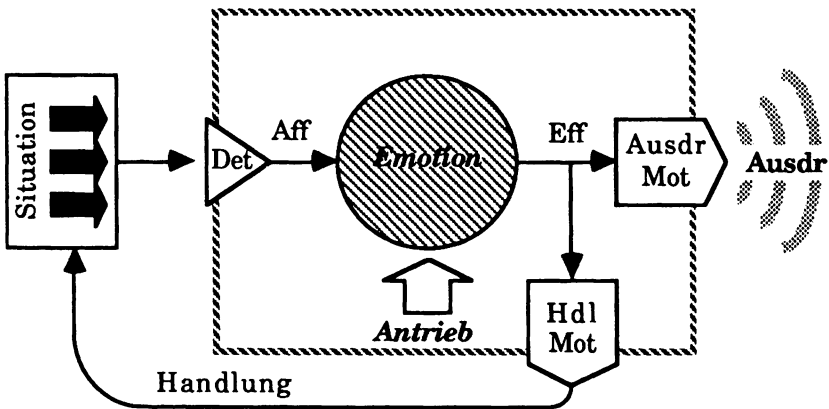 Situation
Det
Aff
Emotion
Eff
Ausdr
Mot
Ausdr
Antrieb
Hdl
Mot
Handlung